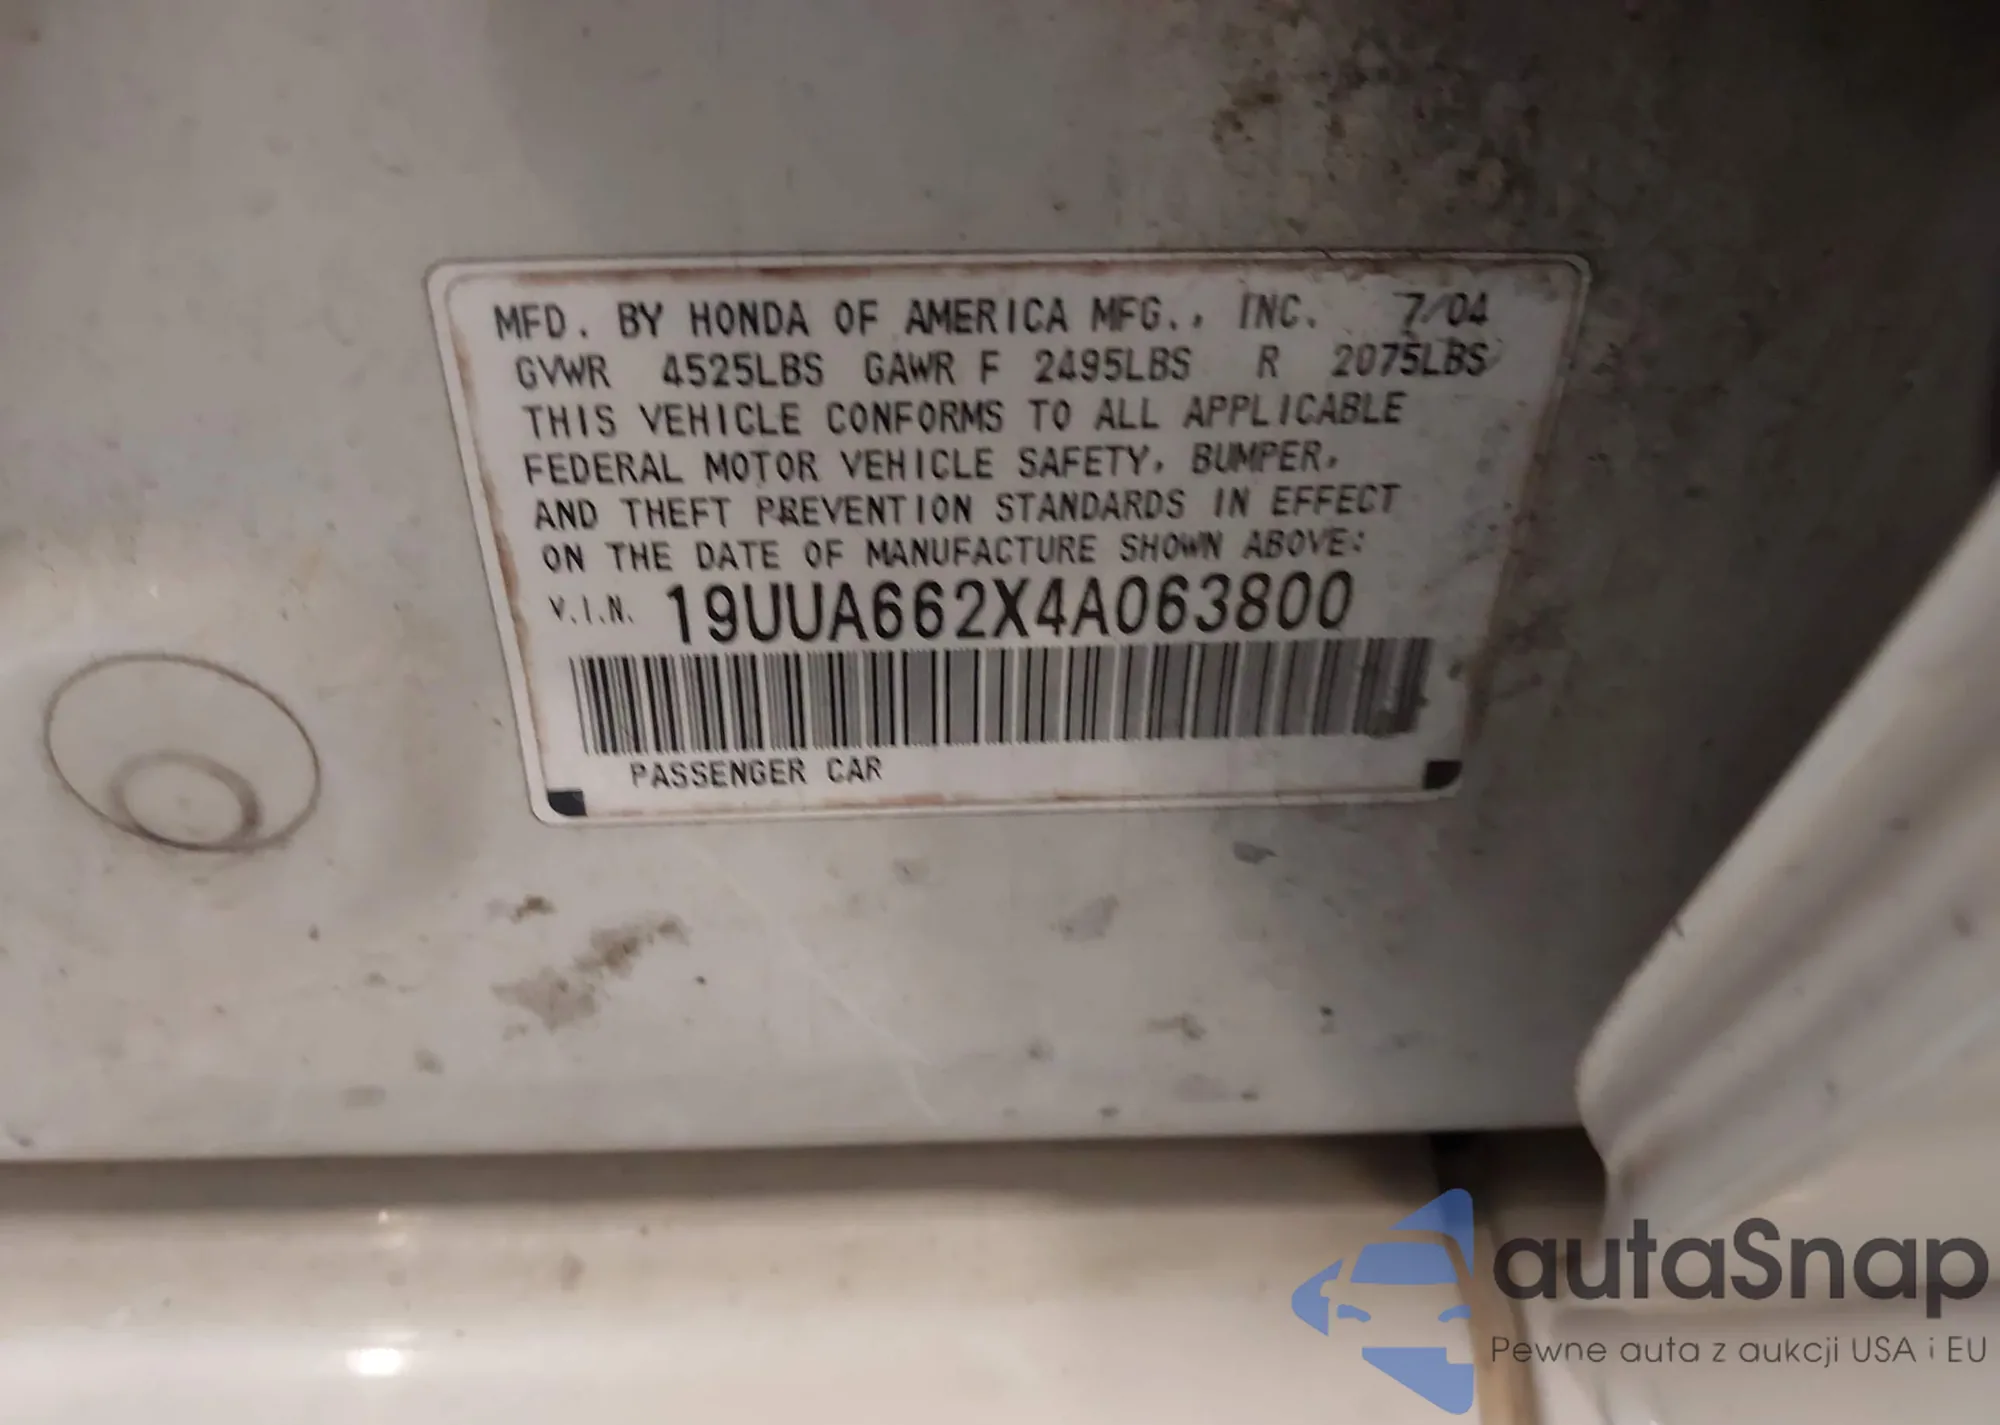 MFD. BY HONDA OF AMERICA MFG., INC. 7/04
GVWR 4525LBS GAWR F 2495LBS R 2075LBS
THIS VEHICLE CONFORMS TO ALL APPLICABLE
FEDERAL MOTOR VEHICLE SAFETY, BUMPER,
AND THEFT PREVENTION STANDARDS IN EFFECT
ON THE DATE OF MANUFACTURE SHOWN ABOVE:
V.I.N. 19UUA662X4A063800
PASSENGER CAR
autaSnap
Pewne auta z aukcji USA i EU